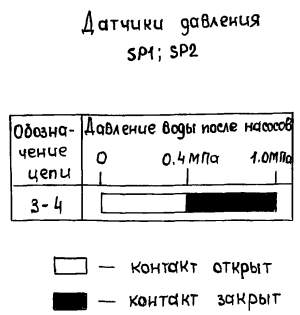 Датчики давления
SP1; SP2
Обозна-
чение
цепи
Давление воды после насосов
0 0.4МПа 1.0МПа
3-4
— контакт открыт
— контакт закрыт